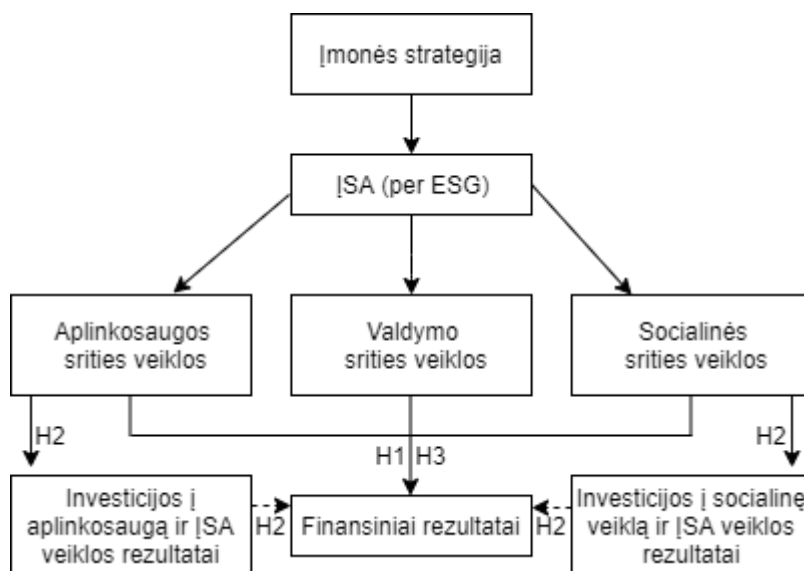 Įmonės strategija
ĮSA (per ESG)
Aplinkosaugos
srities veiklos
Valdymo
srities veiklos
Socialinės
srities veiklos
H2
H1
H3
H2
Investicijos į
aplinkosaugą ir ĮSA
veiklos rezultatai
H2
Finansiniai rezultatai
H2
Investicijos į socialinę
veiklą ir ĮSA veiklos
rezultatai